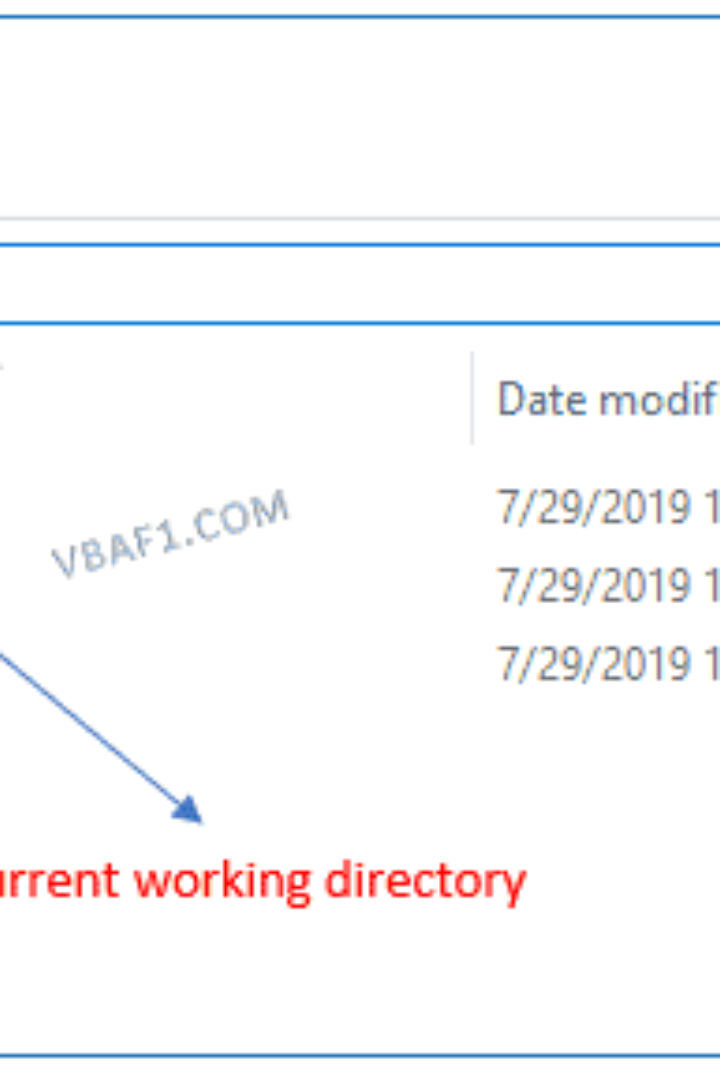 Date modif
VBAF1.COM
7/29/2019 1
7/29/2019 1
7/29/2019 1
urrent working directory